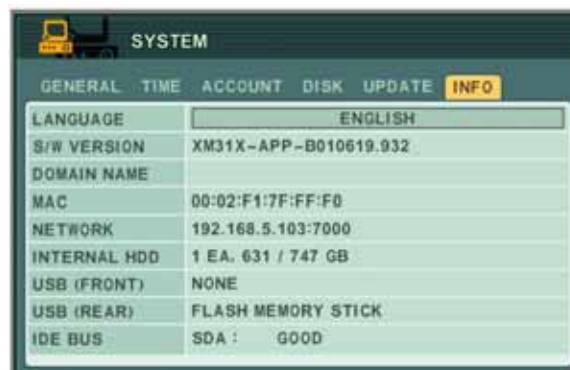 SYSTEM
GENERAL TIME ACCOUNT DISK UPDATE INFO
LANGUAGE ENGLISH
S/W VERSION XM31X-APP-B010619.932
DOMAIN NAME
MAC 00:02:F1:7F:FF:F0
NETWORK 192.168.5.103:7000
INTERNAL HDD 1 EA. 631 / 747 GB
USB (FRONT) NONE
USB (REAR) FLASH MEMORY STICK
IDE BUS SDA : GOOD